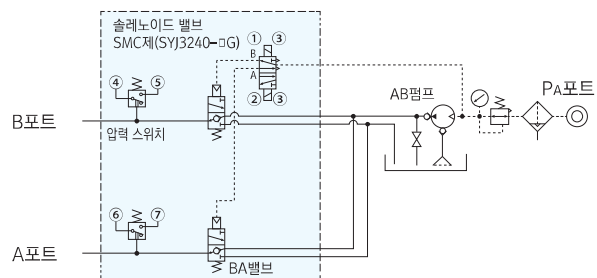 솔레노이드 밸브
SMC제(SYJ3240-□G)
① ③
B
A
② ③
④ ⑤
압력 스위치
B포트
AB펌프
PA포트
⑥ ⑦
A포트
BA밸브